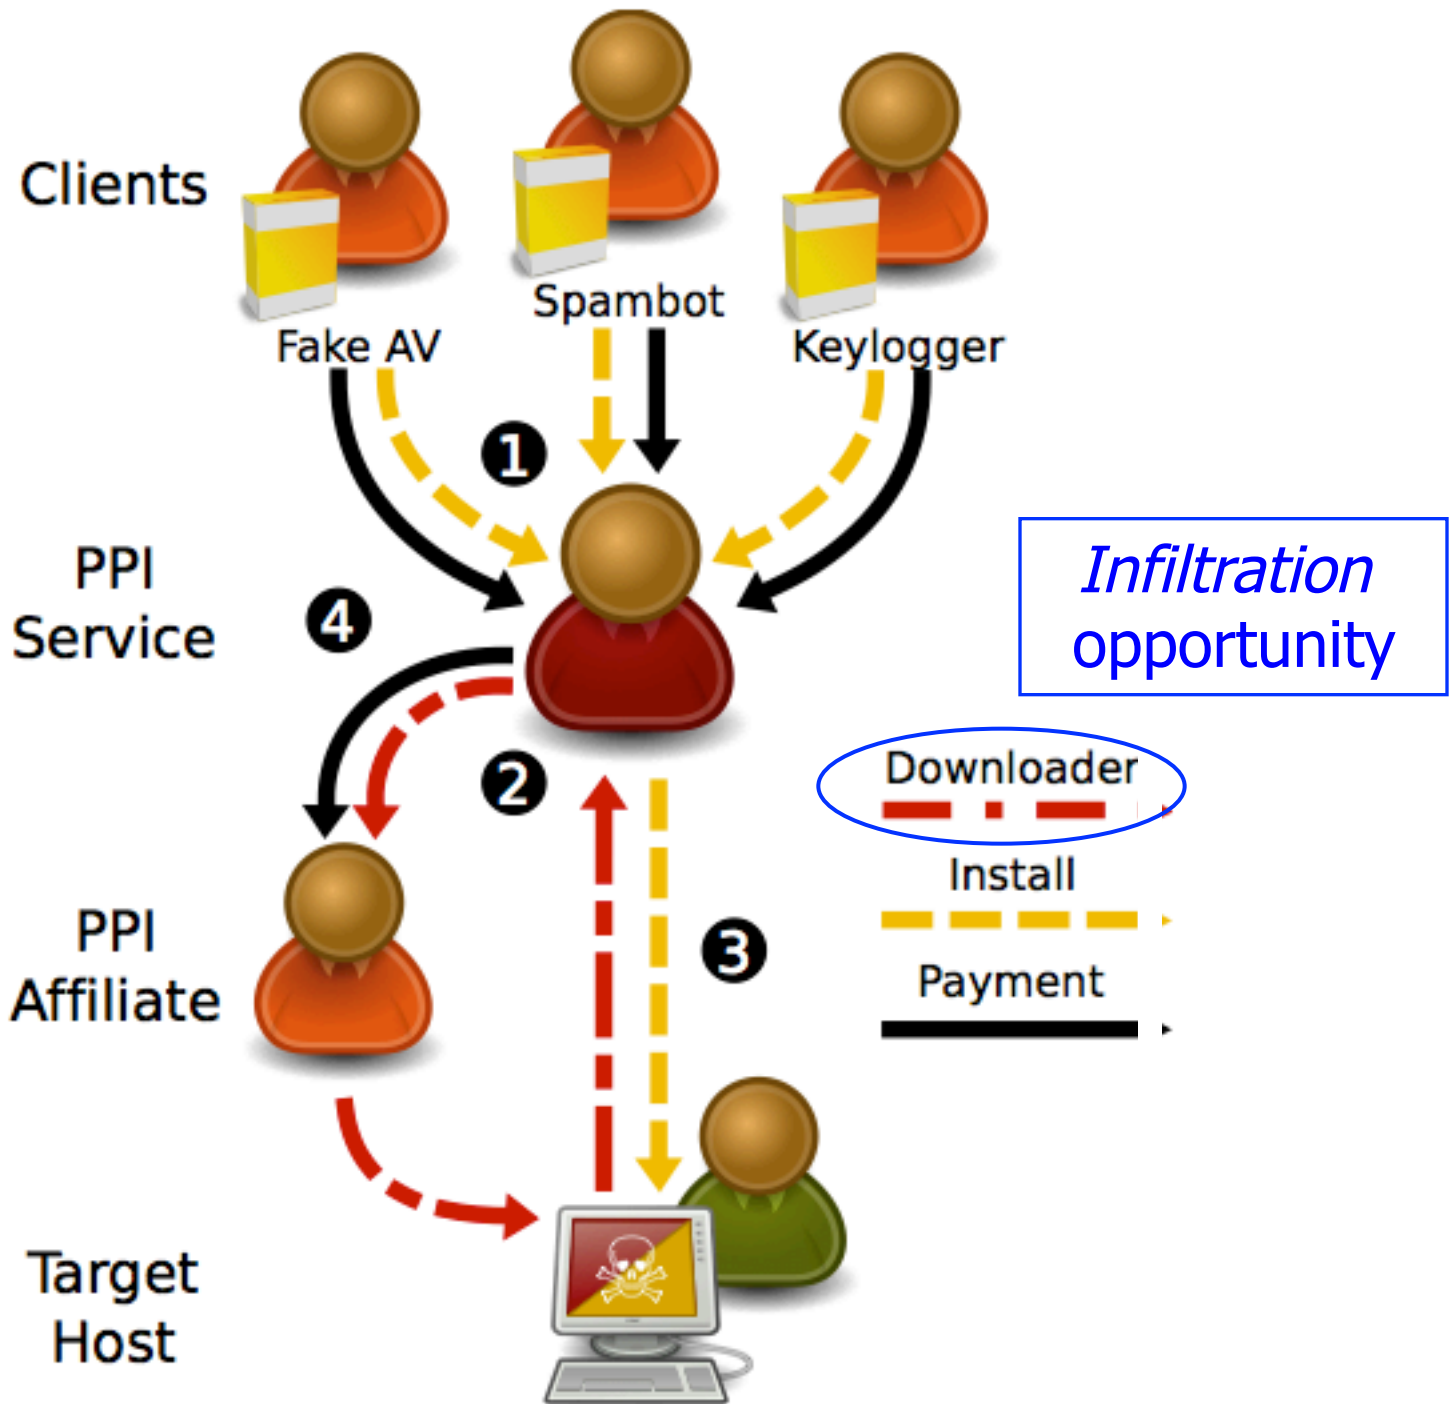 Clients
Spambot
Fake AV
Keylogger
1
PPI
Service
Infiltration
opportunity
4
2
Downloader
Install
PPI
Affiliate
3
Payment
Target
Host